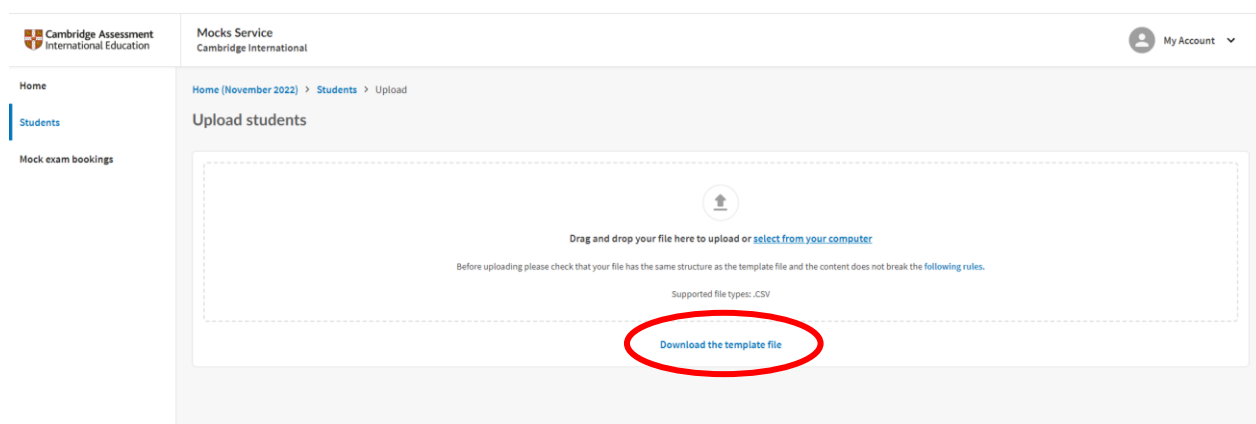 Cambridge Assessment
International Education
Mocks Service
Cambridge International
My Account
Home
Students
Mock exam bookings
Home (November 2022) > Students > Upload
Upload students
Drag and drop your file here to upload or select from your computer
Before uploading please check that your file has the same structure as the template file and the content does not break the following rules.
Supported file types: .CSV
Download the template file